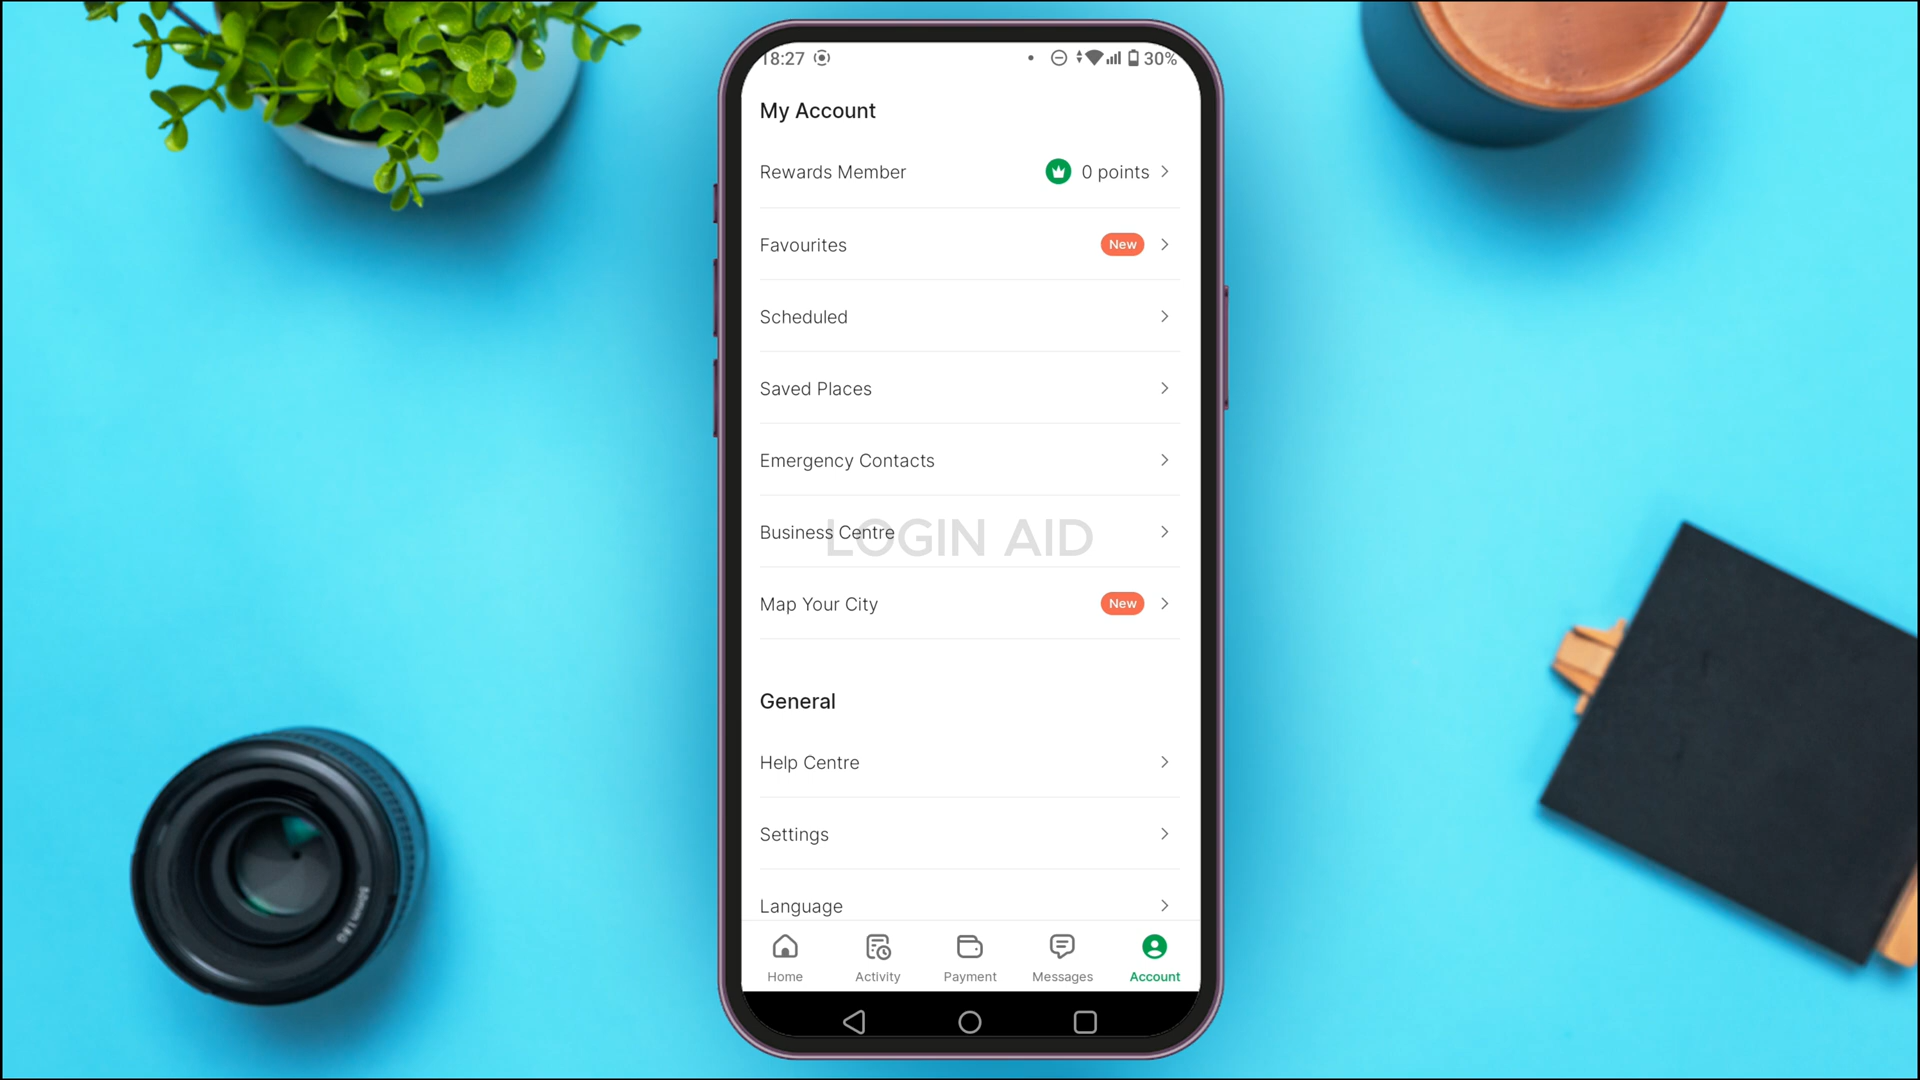 18:27 30%
My Account
Rewards Member 0 points
Favourites New
Scheduled
Saved Places
Emergency Contacts
Business Centre
LOGIN AID
Map Your City New
General
Help Centre
Settings
Language
Home Activity Payment Messages Account